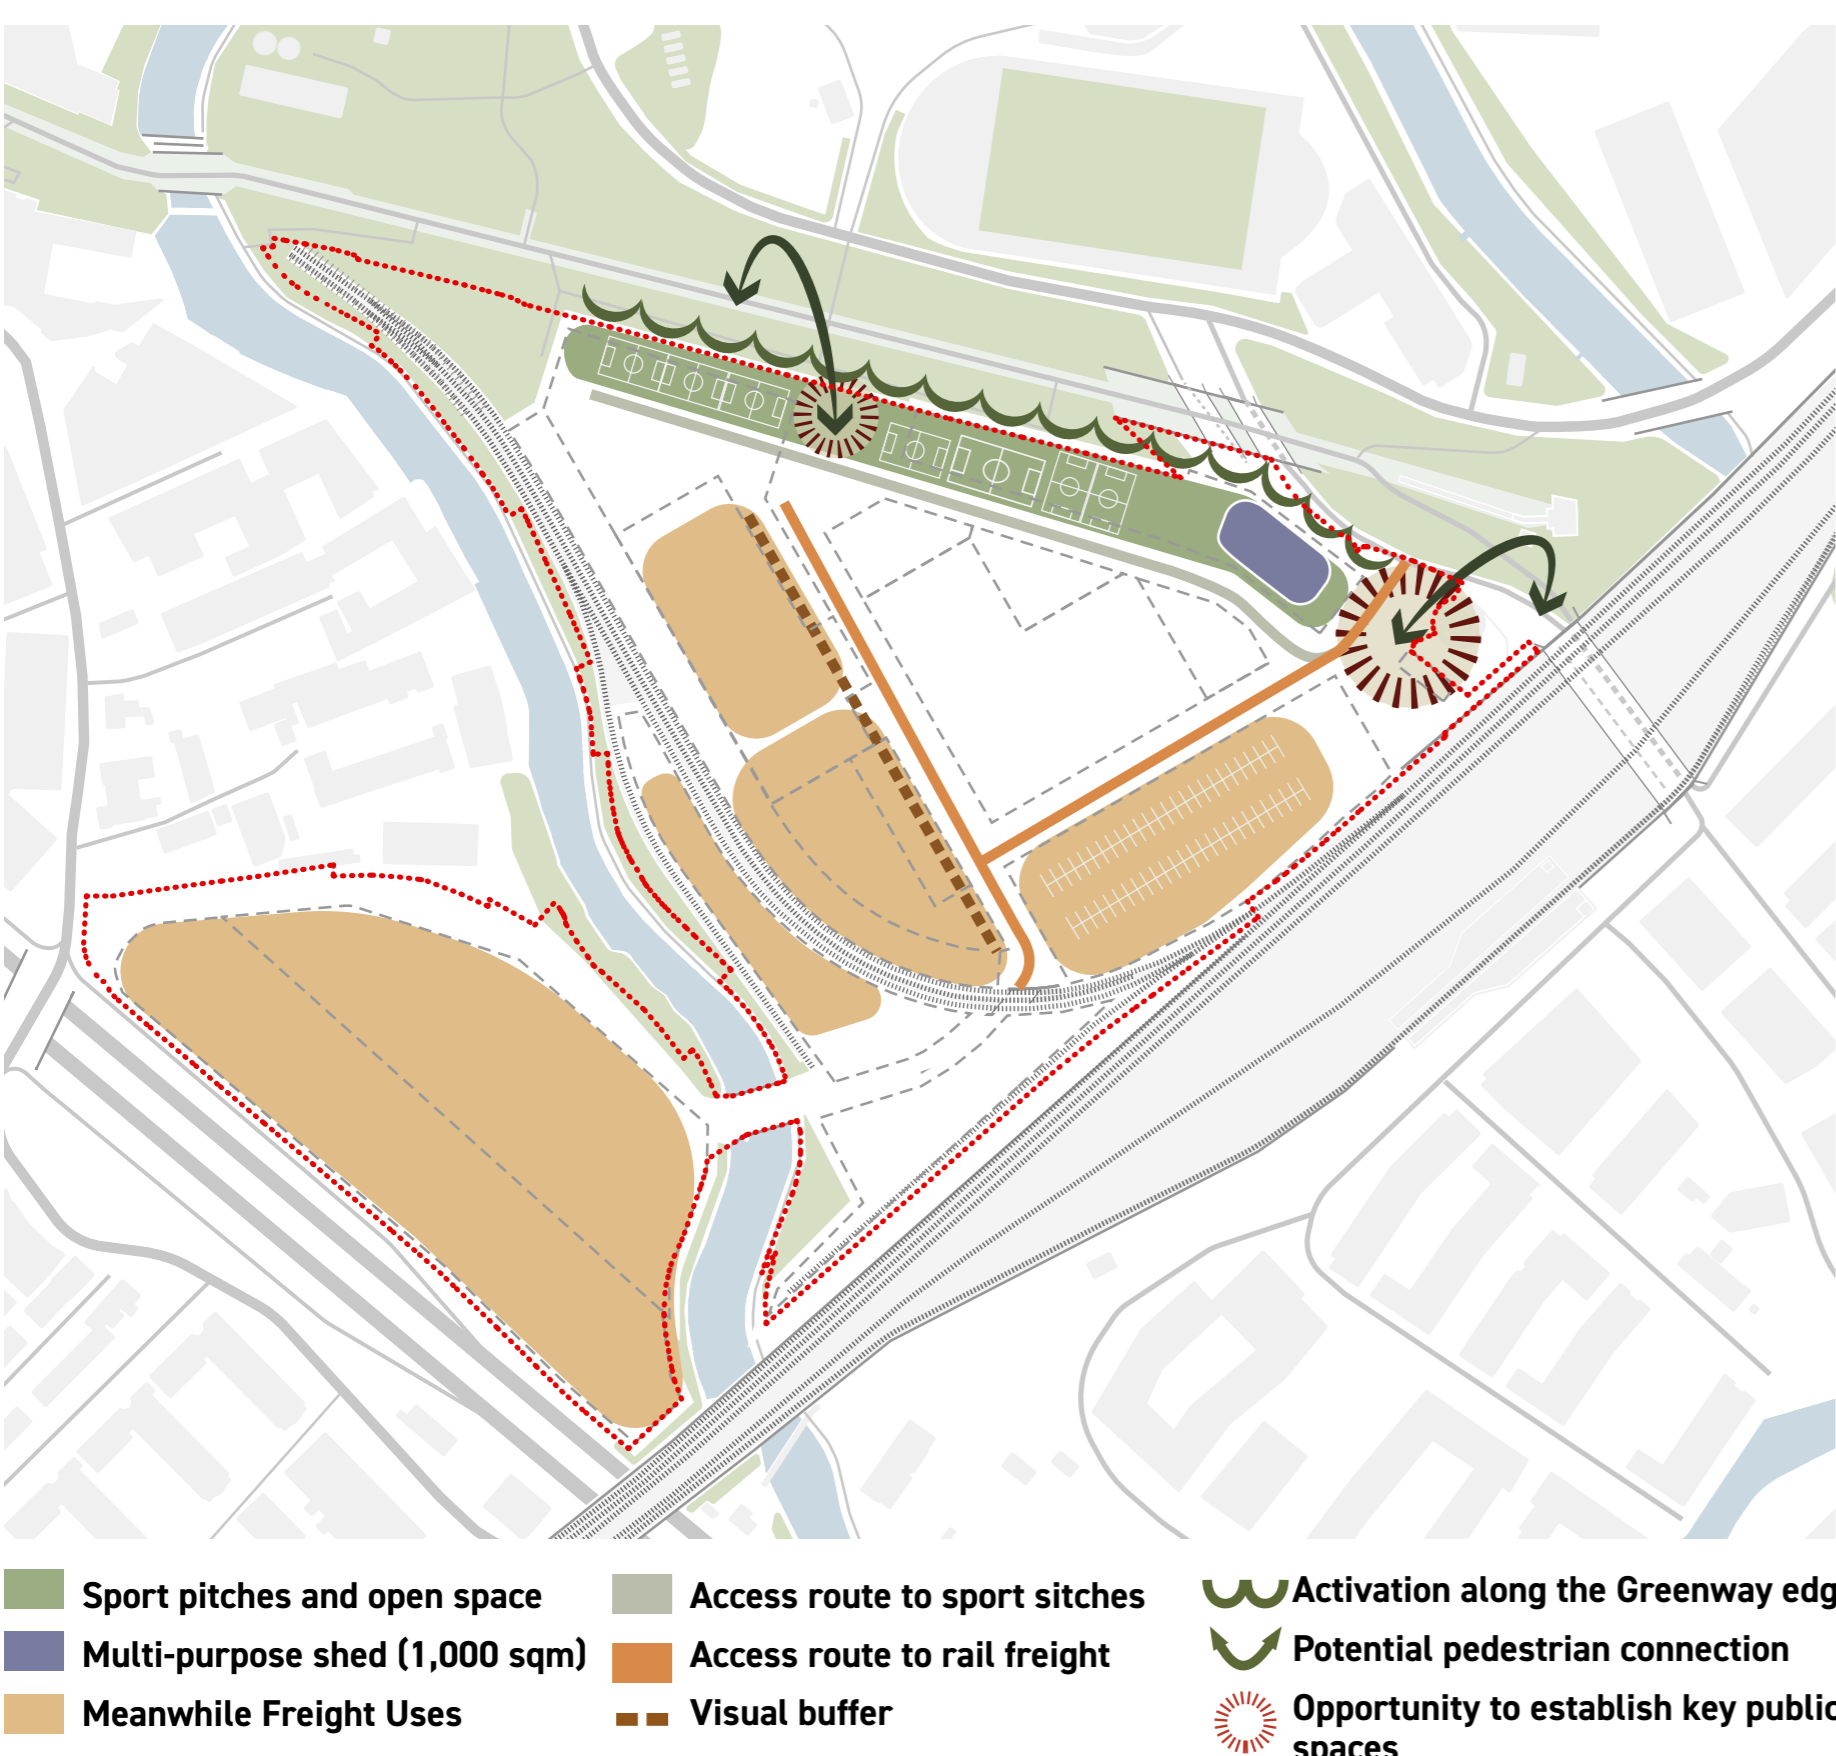 Sport pitches and open space
Multi-purpose shed (1,000 sqm)
Meanwhile Freight Uses
Access route to sport sitches
Access route to rail freight
Visual buffer
Activation along the Greenway edg
Potential pedestrian connection
Opportunity to establish key public
spaces